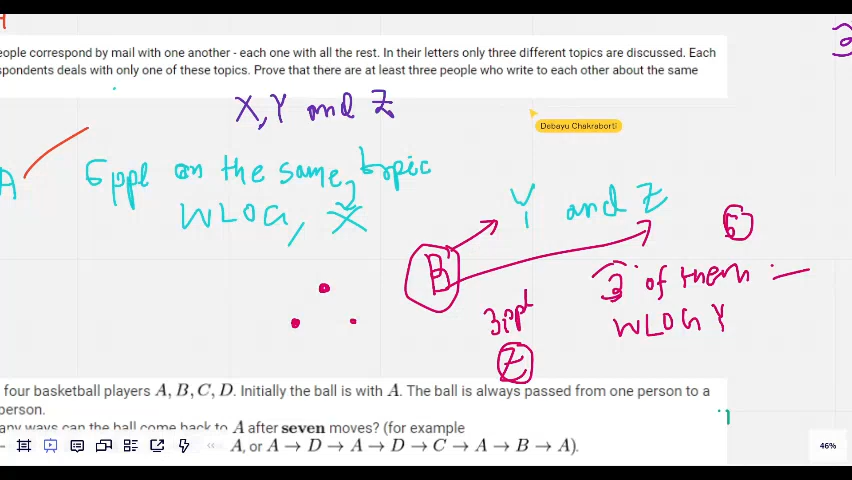 eople correspond by mail with one another - each one with all the rest. In their letters only three different topics are discussed. Each
spondents deals with only one of these topics. Prove that there are at least three people who write to each other about the same
X, Y and Z
Debayu Chakraborti
A
6 ppl on the same topic
WLOG, X
Y and Z
6
B
3 of them
WLOG Y
3 ppl
Z
four basketball players A, B, C, D. Initially the ball is with A. The ball is always passed from one person to a
person.
any ways can the ball come back to A after seven moves? (for example
A, or A → D → A → D → C → A → B → A).
46%